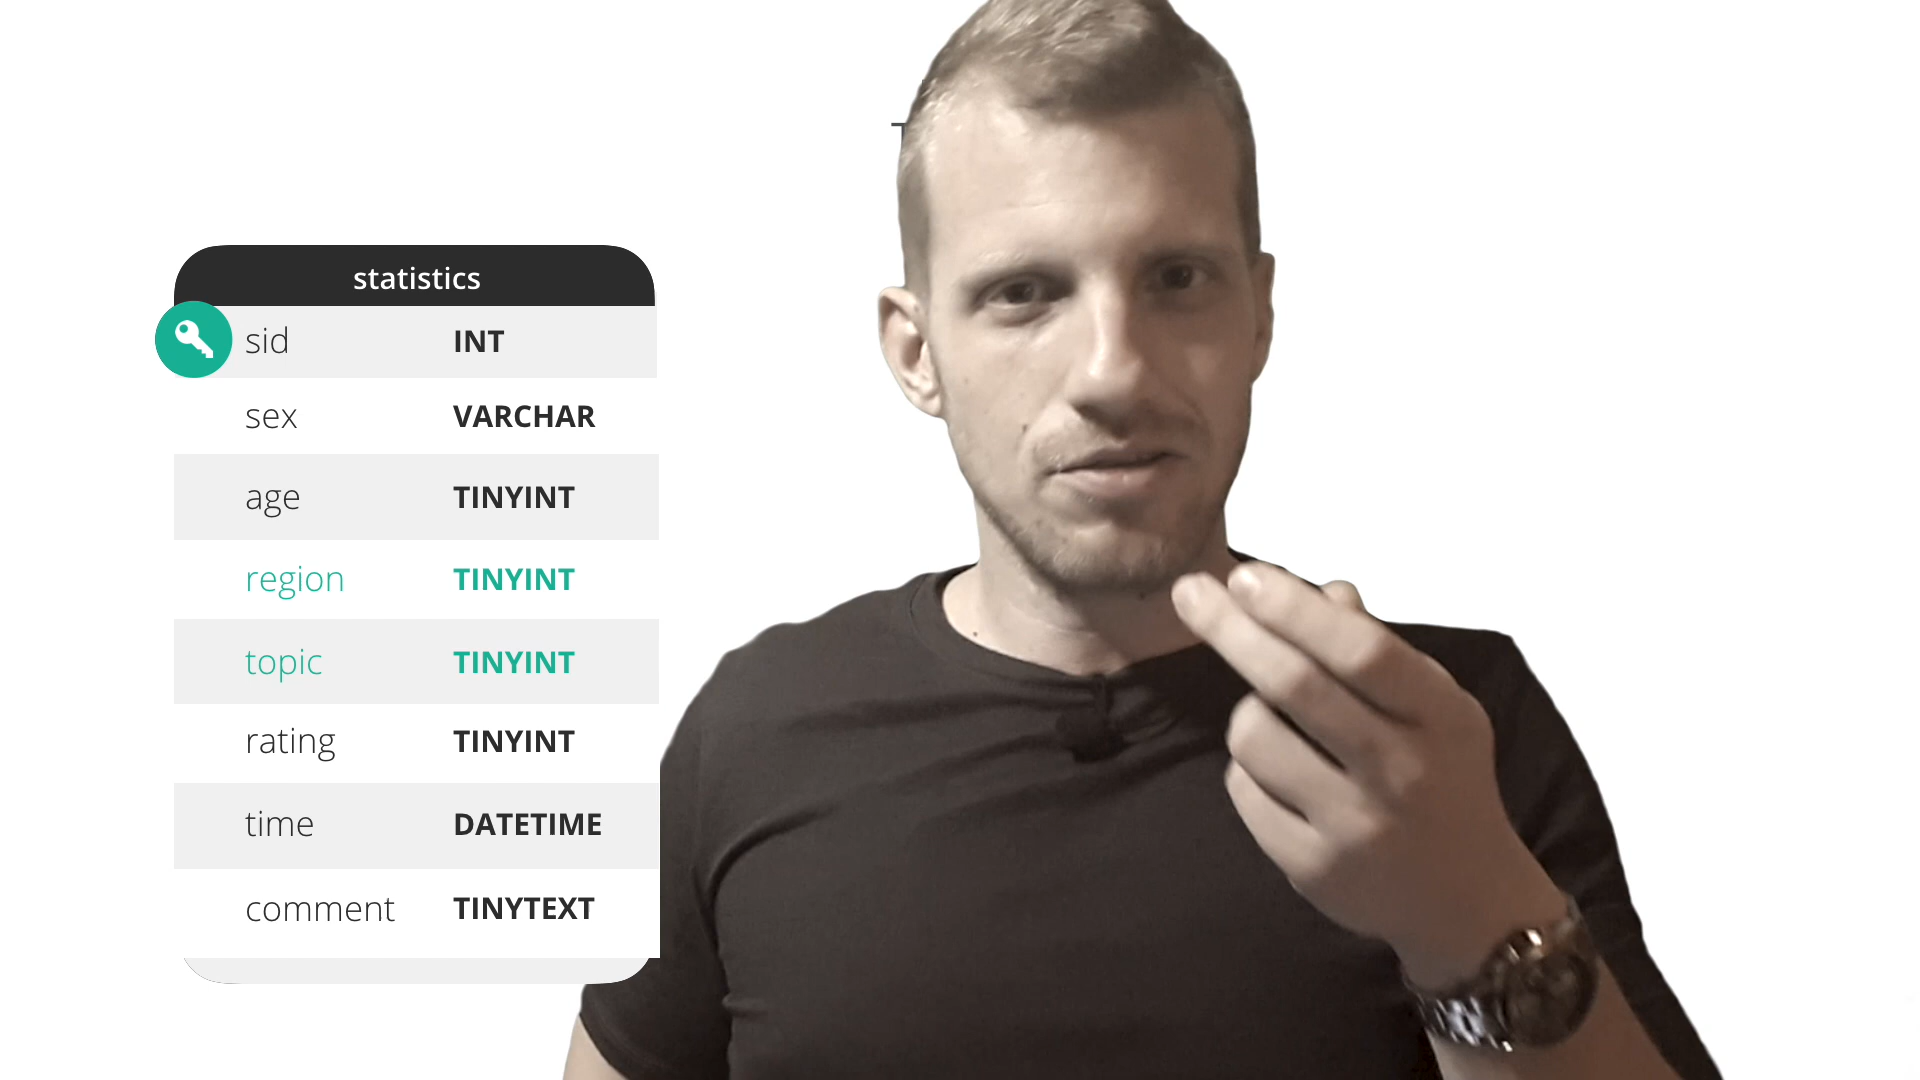 statistics
sid INT
sex VARCHAR
age TINYINT
region TINYINT
topic TINYINT
rating TINYINT
time DATETIME
comment TINYTEXT